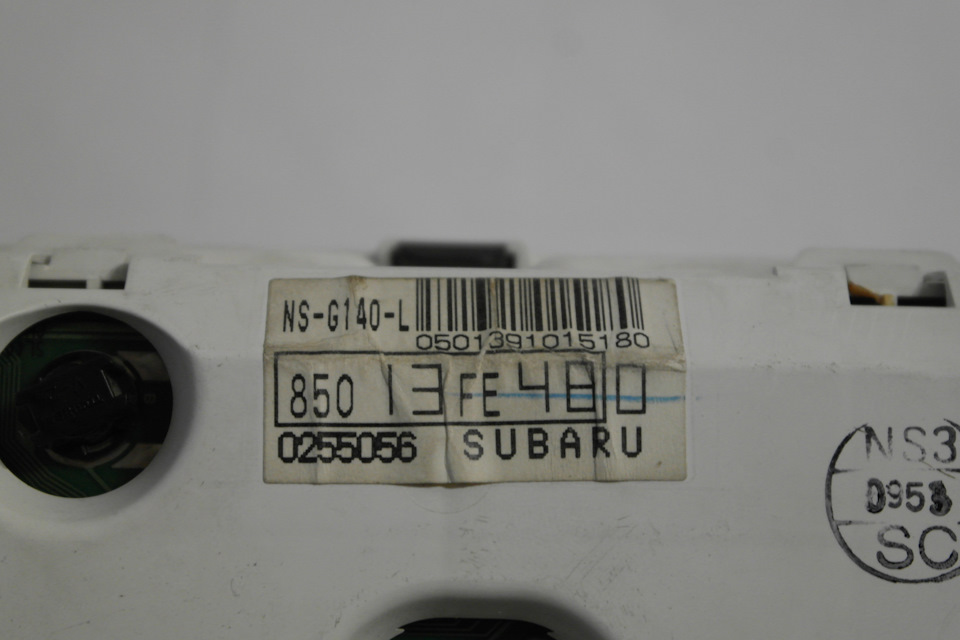 NS-G140-L
0501391015180
850 13 FE 480
0255056 SUBARU
NS3
SC